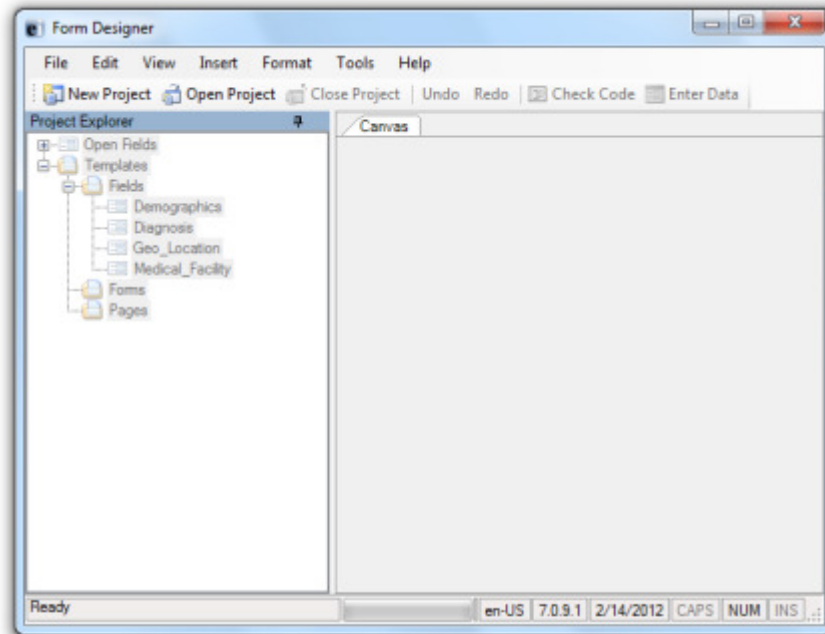 Form Designer
File Edit View Insert Format Tools Help
New Project Open Project Close Project Undo Redo Check Code Enter Data
Project Explorer
Canvas
Open Fields
Templates
Fields
Demographics
Diagnosis
Geo_Location
Medical_Facility
Forms
Pages
Ready en-US 7.0.9.1 2/14/2012 CAPS NUM INS